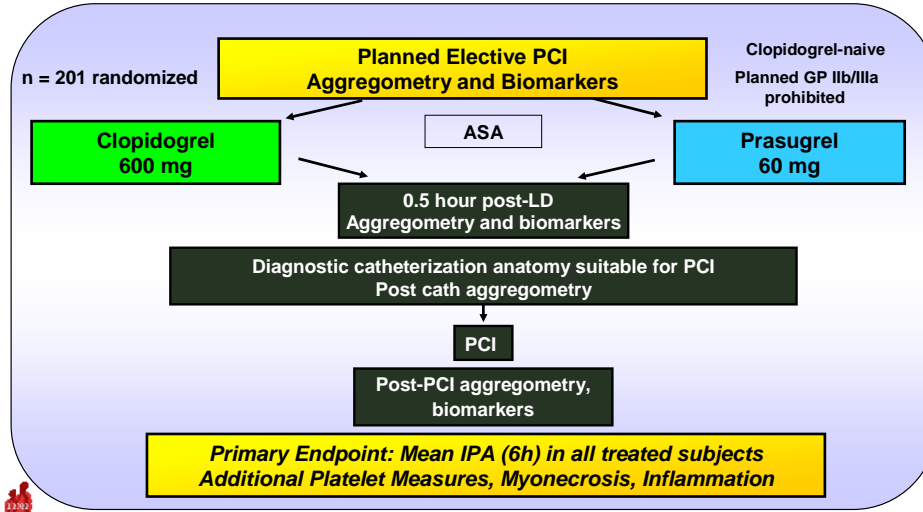 n = 201 randomized
Planned Elective PCI
Aggregometry and Biomarkers
Clopidogrel-naive
Planned GP IIb/IIIa
prohibited
Clopidogrel
600 mg
ASA
Prasugrel
60 mg
0.5 hour post-LD
Aggregometry and biomarkers
Diagnostic catheterization anatomy suitable for PCI
Post cath aggregometry
PCI
Post-PCI aggregometry,
biomarkers
Primary Endpoint: Mean IPA (6h) in all treated subjects
Additional Platelet Measures, Myonecrosis, Inflammation